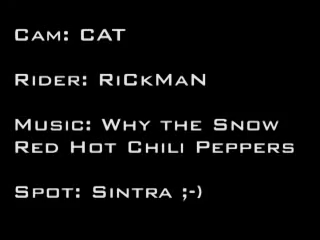 Cam: CAT
Rider: RiCkMaN
Music: Why the Snow
Red Hot Chili Peppers
Spot: Sintra ;-)